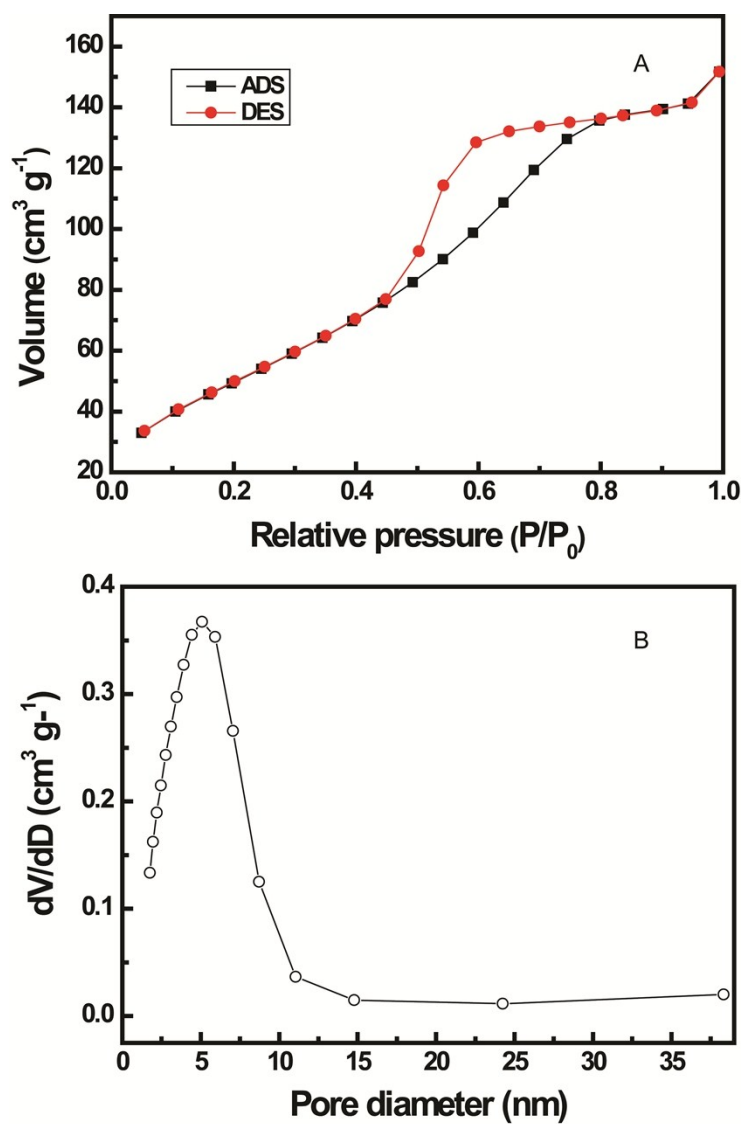 A
ADS
DES
160
140
120
100
80
60
40
20
Volume (cm³ g⁻¹)
0.0 0.2 0.4 0.6 0.8 1.0
Relative pressure (P/P₀)
B
0.4
0.3
0.2
0.1
0.0
dV/dD (cm³ g-¹)
0 5 10 15 20 25 30 35
Pore diameter (nm)